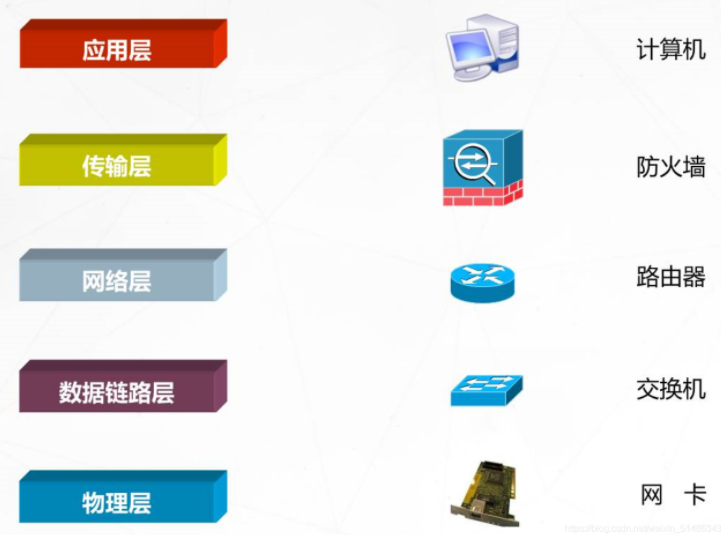 应用层 计算机
传输层 防火墙
网络层 路由器
数据链路层 交换机
物理层 网 卡